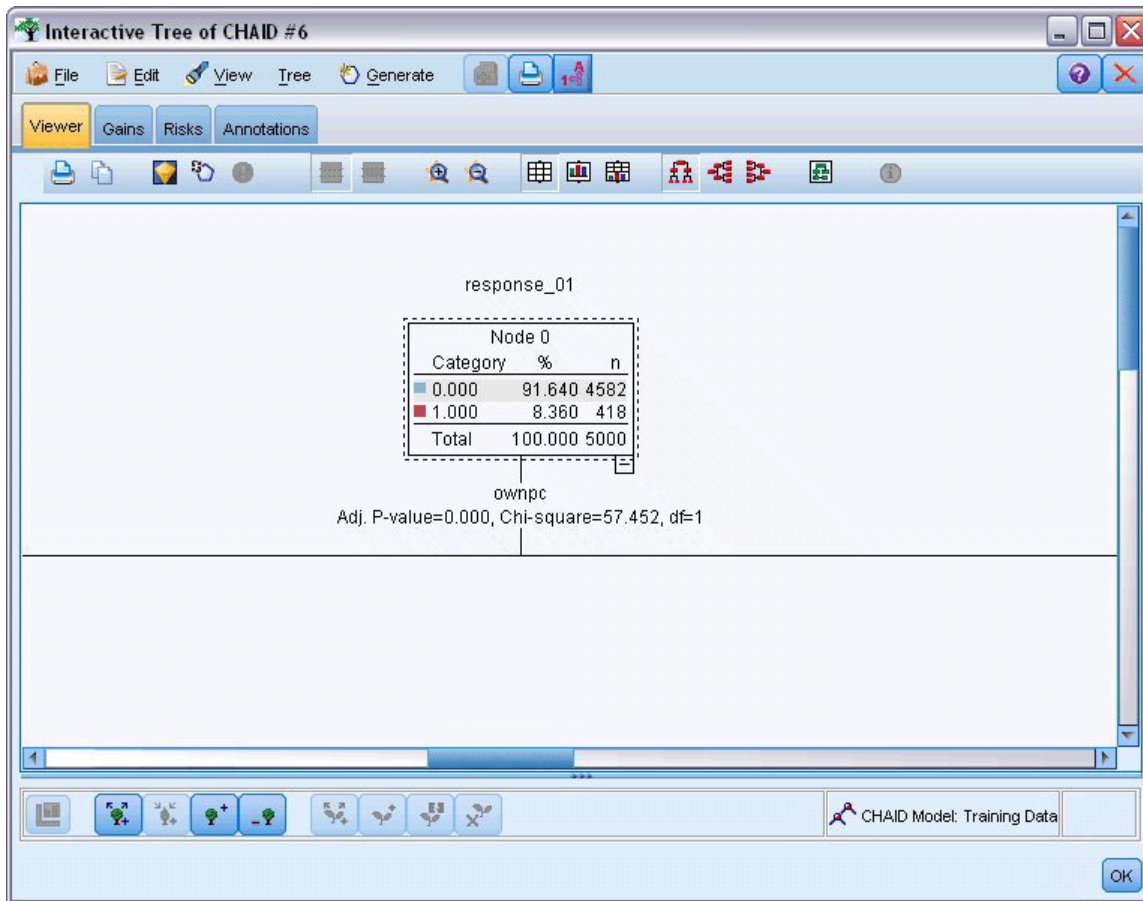 Interactive Tree of CHAID #6
File Edit View Tree Generate
Viewer Gains Risks Annotations
response_01
Node 0
Category % n
0.000 91.640 4582
1.000 8.360 418
Total 100.000 5000
ownpc
Adj. P-value=0.000, Chi-square=57.452, df=1
CHAID Model: Training Data
OK